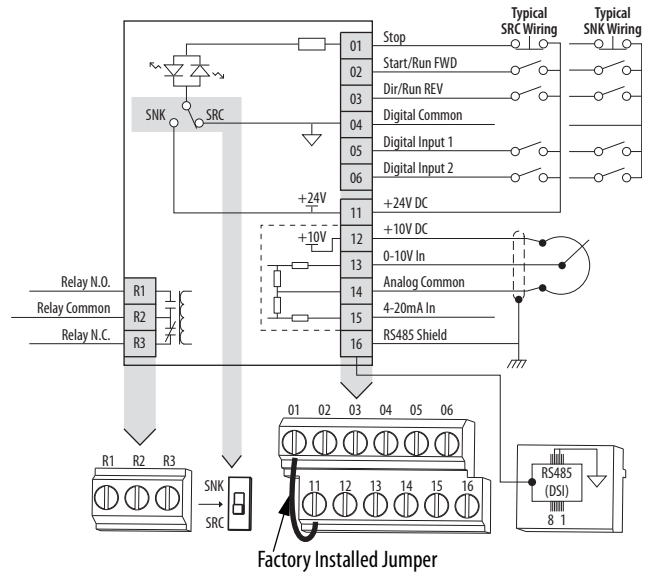 Typical
SRC Wiring
Typical
SNK Wiring
01
Stop
02
Start/Run FWD
03
Dir/Run REV
SNK
SRC
04
Digital Common
05
Digital Input 1
06
Digital Input 2
+24V
11
+24V DC
+10V
12
+10V DC
13
0-10V In
14
Analog Common
15
4-20mA In
16
RS485 Shield
Relay N.O.
R1
Relay Common
R2
Relay N.C.
R3
01 02 03 04 05 06
R1 R2 R3
SNK
SRC
11 12 13 14 15 16
RS485
(DSI)
8 1
Factory Installed Jumper